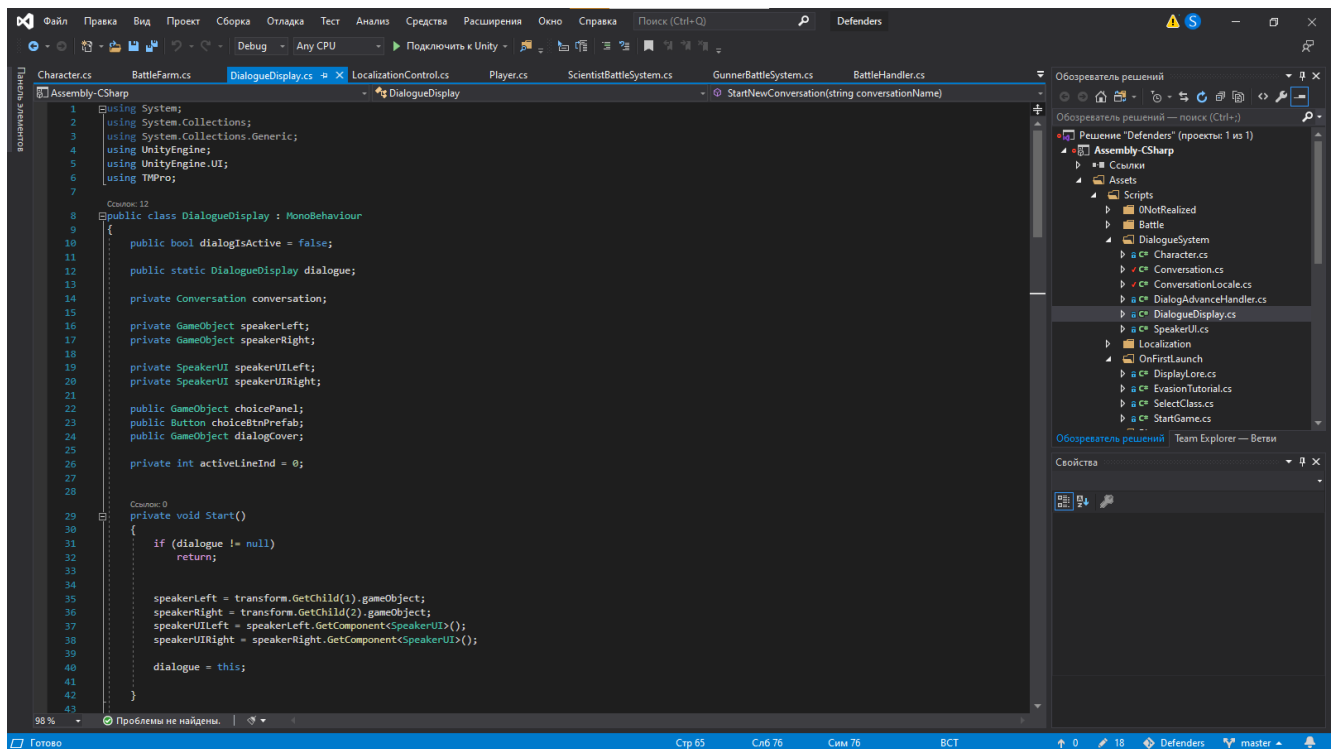 Файл Правка Вид Проект Сборка Отладка Тест Анализ Средства Расширения Окно Справка Поиск (Ctrl+Q) Defenders S
Debug Any CPU Подключить к Unity
Панель элементов
Character.cs BattleFarm.cs DialogueDisplay.cs LocalizationControl.cs Player.cs ScientistBattleSystem.cs GunnerBattleSystem.cs BattleHandler.cs
Assembly-CSharp DialogueDisplay StartNewConversation(string conversationName)
1 using System;
2 using System.Collections;
3 using System.Collections.Generic;
4 using UnityEngine;
5 using UnityEngine.UI;
6 using TMPro;
7
Ссылок: 12
8 public class DialogueDisplay : MonoBehaviour
9 {
10 public bool dialogIsActive = false;
11
12 public static DialogueDisplay dialogue;
13
14 private Conversation conversation;
15
16 private GameObject speakerLeft;
17 private GameObject speakerRight;
18
19 private SpeakerUI speakerUILeft;
20 private SpeakerUI speakerUIRight;
21
22 public GameObject choicePanel;
23 public Button choiceBtnPrefab;
24 public GameObject dialogCover;
25
26 private int activeLineInd = 0;
27
28
Ссылок: 0
29 private void Start()
30 {
31 if (dialogue != null)
32 return;
33
34
35 speakerLeft = transform.GetChild(1).gameObject;
36 speakerRight = transform.GetChild(2).gameObject;
37 speakerUILeft = speakerLeft.GetComponent<SpeakerUI>();
38 speakerUIRight = speakerRight.GetComponent<SpeakerUI>();
39
40 dialogue = this;
41
42 }
43
98 % Проблемы не найдены.
Обозреватель решений
Обозреватель решений — поиск (Ctrl+;)
Решение "Defenders" (проекты: 1 из 1)
Assembly-CSharp
Ссылки
Assets
Scripts
0NotRealized
Battle
DialogueSystem
C# Character.cs
C# Conversation.cs
C# ConversationLocale.cs
C# DialogAdvanceHandler.cs
C# DialogueDisplay.cs
C# SpeakerUI.cs
Localization
OnFirstLaunch
C# DisplayLore.cs
C# EvasionTutorial.cs
C# SelectClass.cs
C# StartGame.cs
Обозреватель решений Team Explorer — Ветви
Свойства
Готово Стр 65 Слб 76 Сим 76 ВСТ 0 18 Defenders master